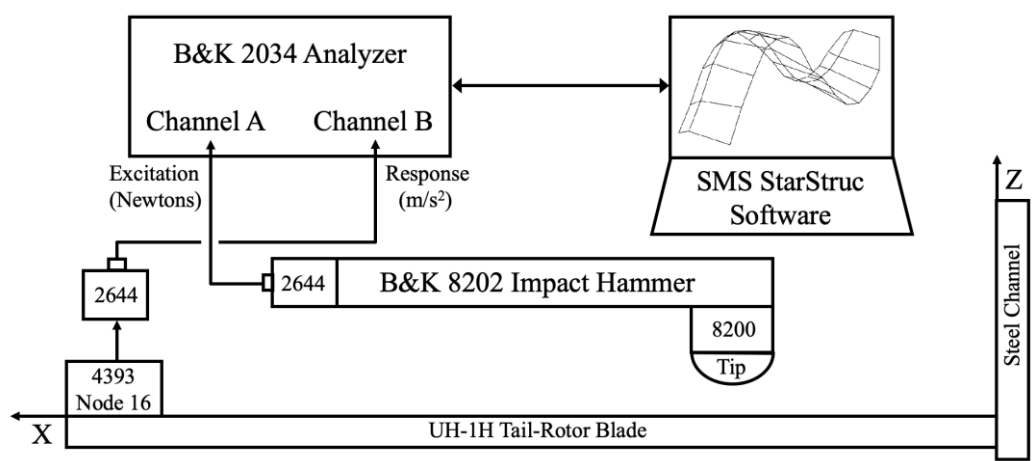 B&K 2034 Analyzer
Channel A
Channel B
Excitation
(Newtons)
Response
(m/s²)
SMS StarStruc
Software
Z
2644
2644
B&K 8202 Impact Hammer
8200
Tip
4393
Node 16
Steel Channel
X
UH-1H Tail-Rotor Blade